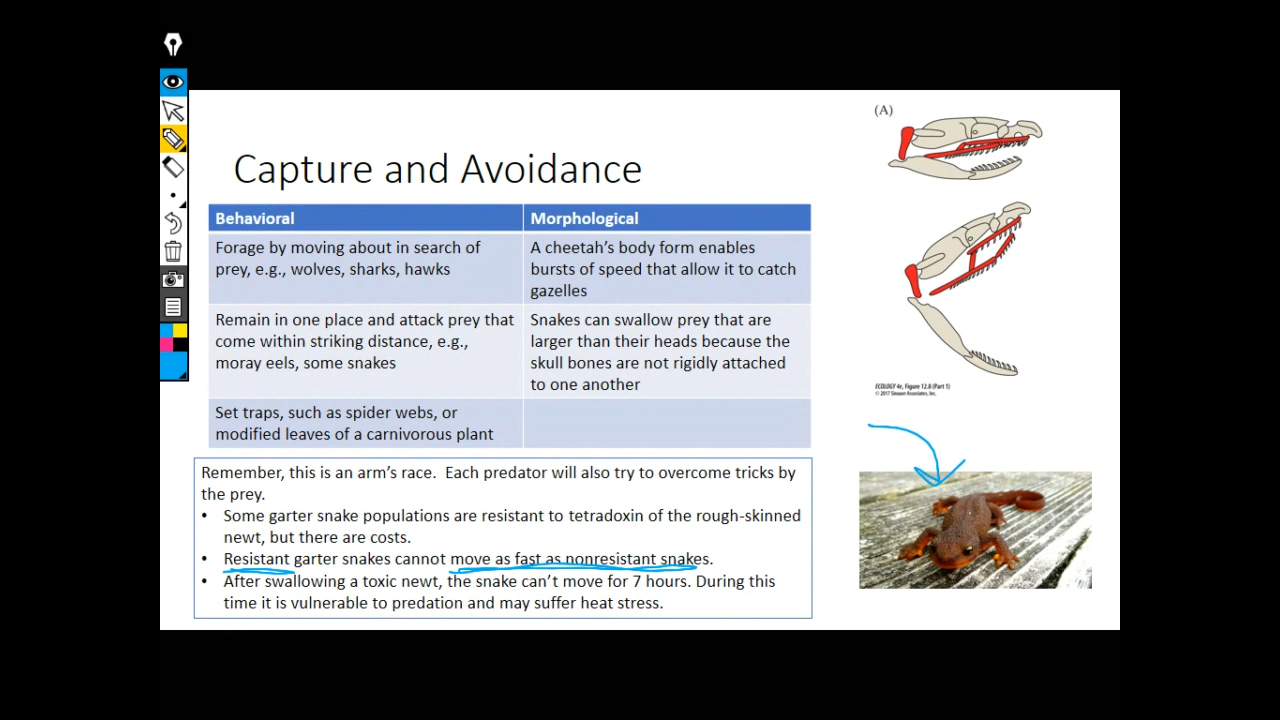 (A)
Capture and Avoidance
Behavioral
Morphological
Forage by moving about in search of
prey, e.g., wolves, sharks, hawks
A cheetah's body form enables
bursts of speed that allow it to catch
gazelles
Remain in one place and attack prey that
come within striking distance, e.g.,
moray eels, some snakes
Snakes can swallow prey that are
larger than their heads because the
skull bones are not rigidly attached
to one another
Set traps, such as spider webs, or
modified leaves of a carnivorous plant
ECOLOGY 4e, Figure 12.8 (Part 1)
© 2017 Sinauer Associates, Inc.
Remember, this is an arm's race.  Each predator will also try to overcome tricks by
the prey.
• Some garter snake populations are resistant to tetradoxin of the rough-skinned
newt, but there are costs.
• Resistant garter snakes cannot move as fast as nonresistant snakes.
• After swallowing a toxic newt, the snake can't move for 7 hours. During this
time it is vulnerable to predation and may suffer heat stress.